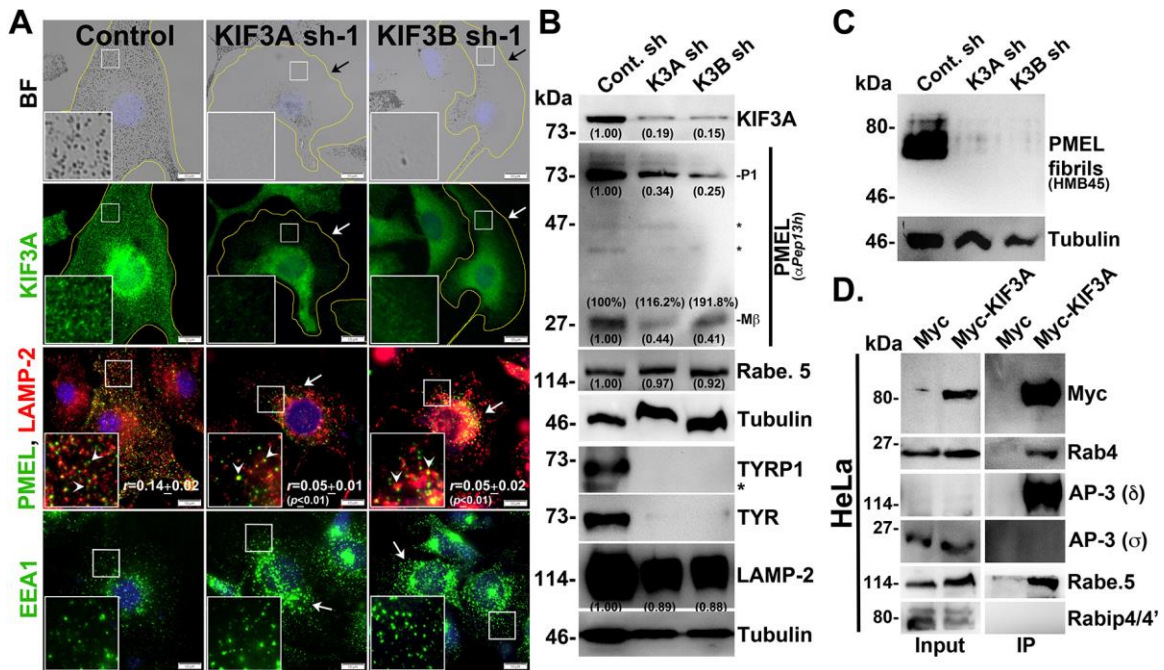 A
Control KIF3A sh-1 KIF3B sh-1
BF
KIF3A
PMEL, LAMP-2
r=0.14±0.02
r=0.05±0.01
(p≤0.01)
r=0.05±0.02
(p≤0.01)
EEA1
B
Cont. sh K3A sh K3B sh
kDa
KIF3A
73-
(1.00) (0.19) (0.15)
73- -P1
(1.00) (0.34) (0.25)
47- *
*
PMEL
(αPep13h)
(100%) (116.2%) (191.8%)
27- -Mβ
(1.00) (0.44) (0.41)
114- Rabe. 5
(1.00) (0.97) (0.92)
46- Tubulin
73- TYRP1
*
73- TYR
114- LAMP-2
(1.00) (0.89) (0.88)
46- Tubulin
C
Cont. sh K3A sh K3B sh
kDa
80-
PMEL
fibrils
(HMB45)
46-
46- Tubulin
D.
Myc Myc-KIF3A Myc Myc-KIF3A
kDa
HeLa
80- Myc
27- Rab4
114- AP-3 (δ)
27- AP-3 (σ)
114- Rabe.5
80- Rabip4/4'
Input IP